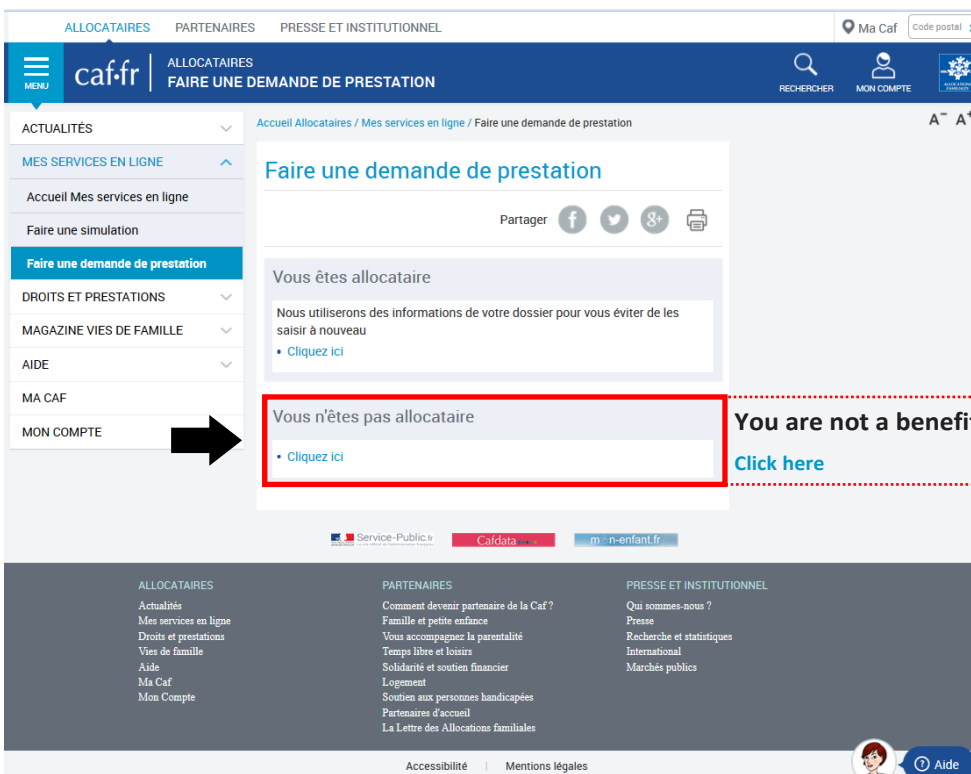 ALLOCATAIRES PARTENAIRES PRESSE ET INSTITUTIONNEL
Ma Caf Code postal
MENU
caf.fr
ALLOCATAIRES
FAIRE UNE DEMANDE DE PRESTATION
RECHERCHER MON COMPTE
A- A+
ACTUALITÉS
MES SERVICES EN LIGNE
Accueil Mes services en ligne
Faire une simulation
Faire une demande de prestation
DROITS ET PRESTATIONS
MAGAZINE VIES DE FAMILLE
AIDE
MA CAF
MON COMPTE
Accueil Allocataires / Mes services en ligne / Faire une demande de prestation
Faire une demande de prestation
Partager
Vous êtes allocataire
Nous utiliserons des informations de votre dossier pour vous éviter de les
saisir à nouveau
• Cliquez ici
Vous n'êtes pas allocataire
• Cliquez ici
You are not a benefi
Click here
Service-Public.fr Cafdata mon-enfant.fr
ALLOCATAIRES
Actualités
Mes services en ligne
Droits et prestations
Vies de famille
Aide
Ma Caf
Mon Compte
PARTENAIRES
Comment devenir partenaire de la Caf ?
Famille et petite enfance
Vous accompagnez la parentalité
Temps libre et loisirs
Solidarité et soutien financier
Logement
Soutien aux personnes handicapées
Partenaires d'accueil
La Lettre des Allocations familiales
PRESSE ET INSTITUTIONNEL
Qui sommes-nous ?
Presse
Recherche et statistiques
International
Marchés publics
Accessibilité | Mentions légales
Aide